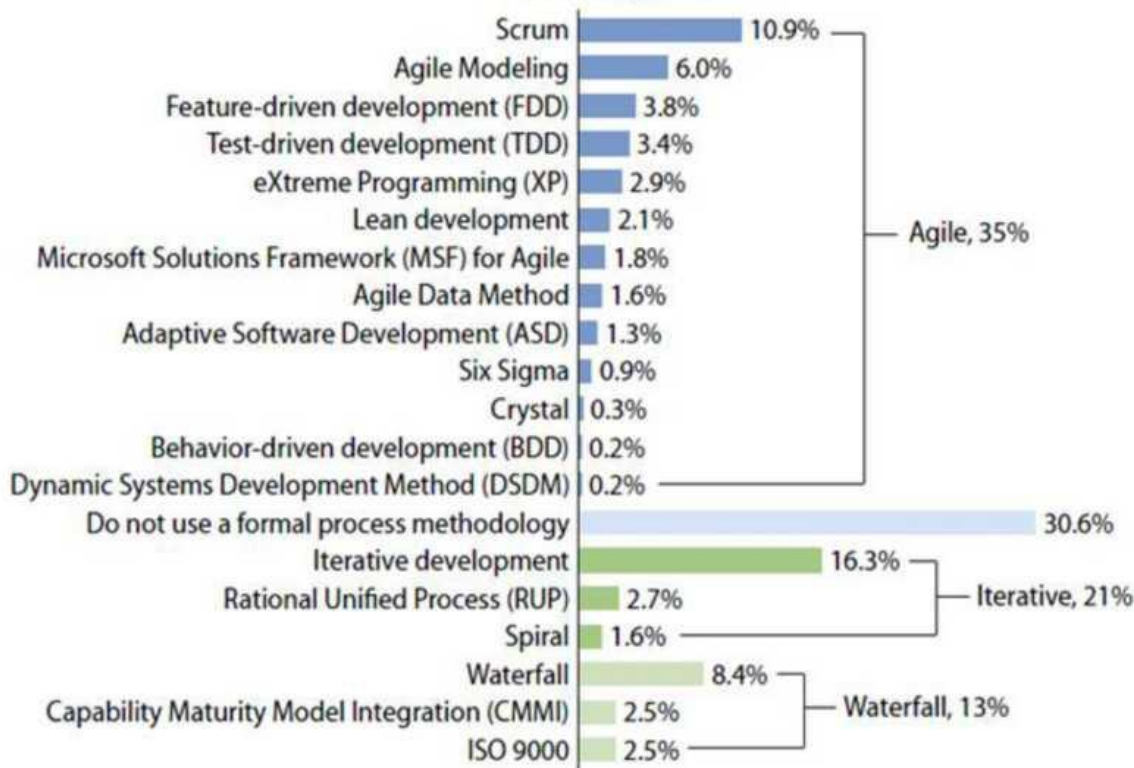 Scrum 10.9%
Agile Modeling 6.0%
Feature-driven development (FDD) 3.8%
Test-driven development (TDD) 3.4%
eXtreme Programming (XP) 2.9%
Lean development 2.1%
Agile, 35%
Microsoft Solutions Framework (MSF) for Agile 1.8%
Agile Data Method 1.6%
Adaptive Software Development (ASD) 1.3%
Six Sigma 0.9%
Crystal 0.3%
Behavior-driven development (BDD) 0.2%
Dynamic Systems Development Method (DSDM) 0.2%
Do not use a formal process methodology 30.6%
Iterative development 16.3%
Rational Unified Process (RUP) 2.7%
Iterative, 21%
Spiral 1.6%
Waterfall 8.4%
Capability Maturity Model Integration (CMMI) 2.5%
Waterfall, 13%
ISO 9000 2.5%